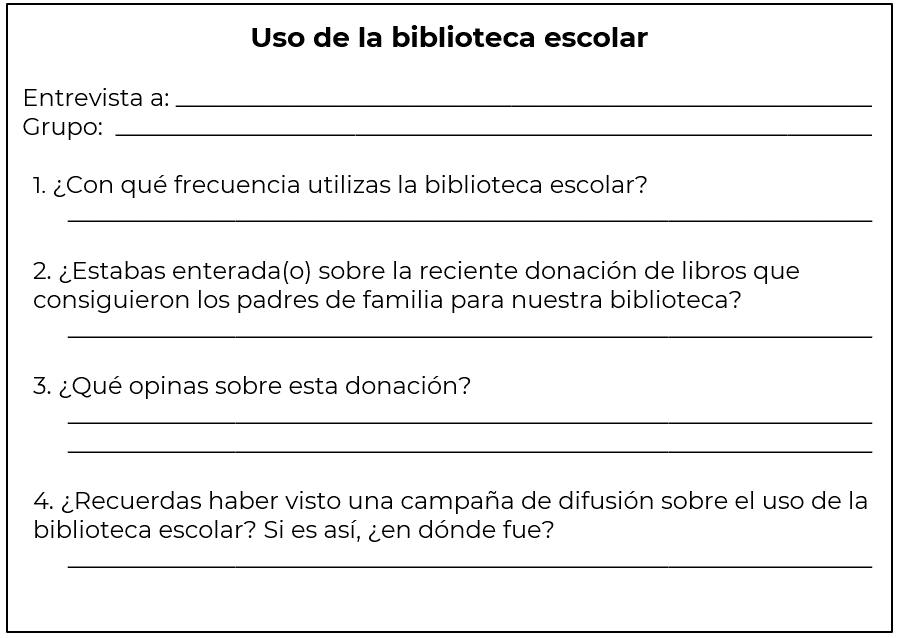 Uso de la biblioteca escolar
Entrevista a: ____________________
Grupo: ____________________
1. ¿Con qué frecuencia utilizas la biblioteca escolar?
2. ¿Estabas enterada(o) sobre la reciente donación de libros que
consiguieron los padres de familia para nuestra biblioteca?
3. ¿Qué opinas sobre esta donación?
4. ¿Recuerdas haber visto una campaña de difusión sobre el uso de la
biblioteca escolar? Si es así, ¿en dónde fue?